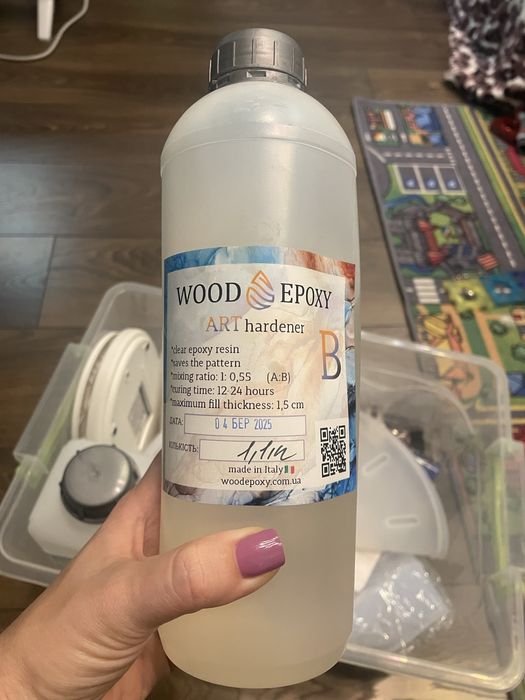 WOOD EPOXY
ART hardener
B
*clear epoxy resin
*saves the pattern
*mixing ratio: 1: 0,55 (A:B)
*curing time: 12-24 hours
*maximum fill thickness: 1,5 cm
ДАТА: 04 БЕР 2025
КІЛЬКІСТЬ: 1,1л
made in Italy
woodepoxy.com.ua